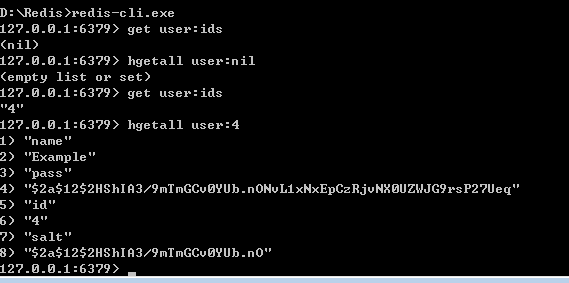 D:\Redis>redis-cli.exe
127.0.0.1:6379> get user:ids
(nil)
127.0.0.1:6379> hgetall user:nil
(empty list or set)
127.0.0.1:6379> get user:ids
"4"
127.0.0.1:6379> hgetall user:4
1) "name"
2) "Example"
3) "pass"
4) "$2a$12$2HShIA3/9mTmGCv0YUb.nONvL1xNxEpCzRjvNX0UZWJG9rsP27Ueq"
5) "id"
6) "4"
7) "salt"
8) "$2a$12$2HShIA3/9mTmGCv0YUb.nO"
127.0.0.1:6379>